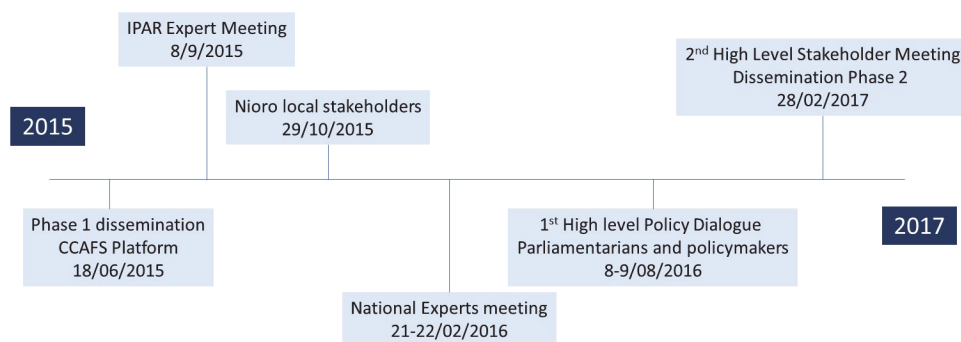 IPAR Expert Meeting
8/9/2015
2nd High Level Stakeholder Meeting
Dissemination Phase 2
28/02/2017
Nioro local stakeholders
29/10/2015
2015
Phase 1 dissemination
CCAFS Platform
18/06/2015
1st High level Policy Dialogue
Parliamentarians and policymakers
8-9/08/2016
2017
National Experts meeting
21-22/02/2016